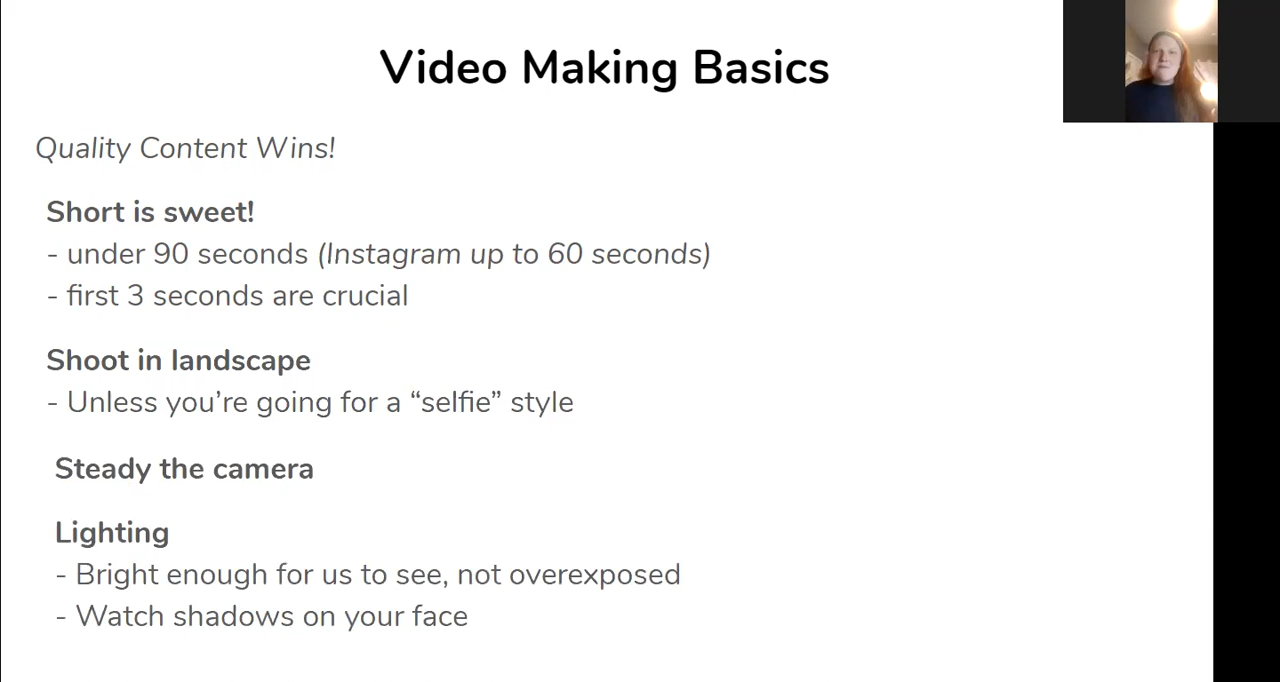 Video Making Basics
Quality Content Wins!
Short is sweet!
- under 90 seconds (Instagram up to 60 seconds)
- first 3 seconds are crucial
Shoot in landscape
- Unless you’re going for a “selfie” style
Steady the camera
Lighting
- Bright enough for us to see, not overexposed
- Watch shadows on your face